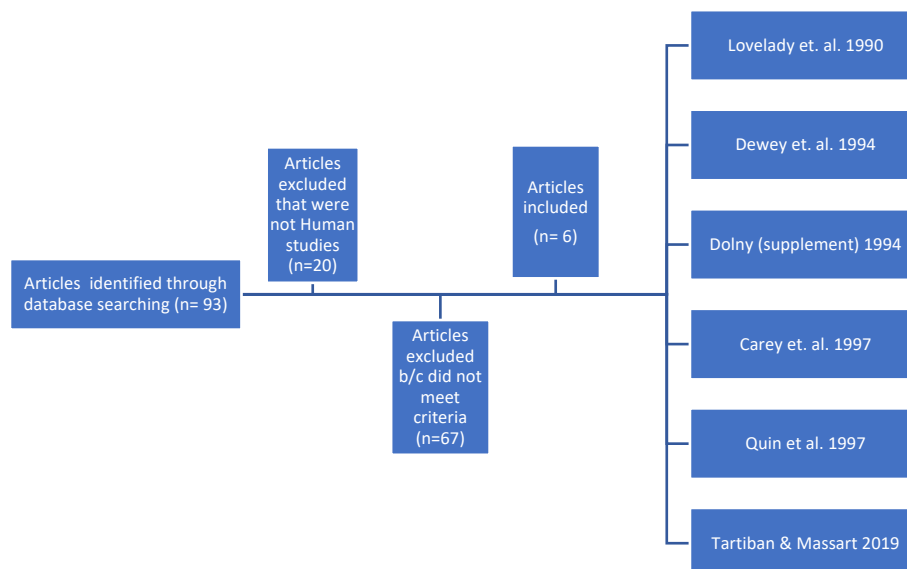 Articles identified through
database searching (n= 93)
Articles
excluded
that were
not Human
studies
(n=20)
Articles
excluded
b/c did not
meet
criteria
(n=67)
Articles
included
(n= 6)
Lovelady et. al. 1990
Dewey et. al. 1994
Dolny (supplement) 1994
Carey et. al. 1997
Quin et al. 1997
Tartiban & Massart 2019